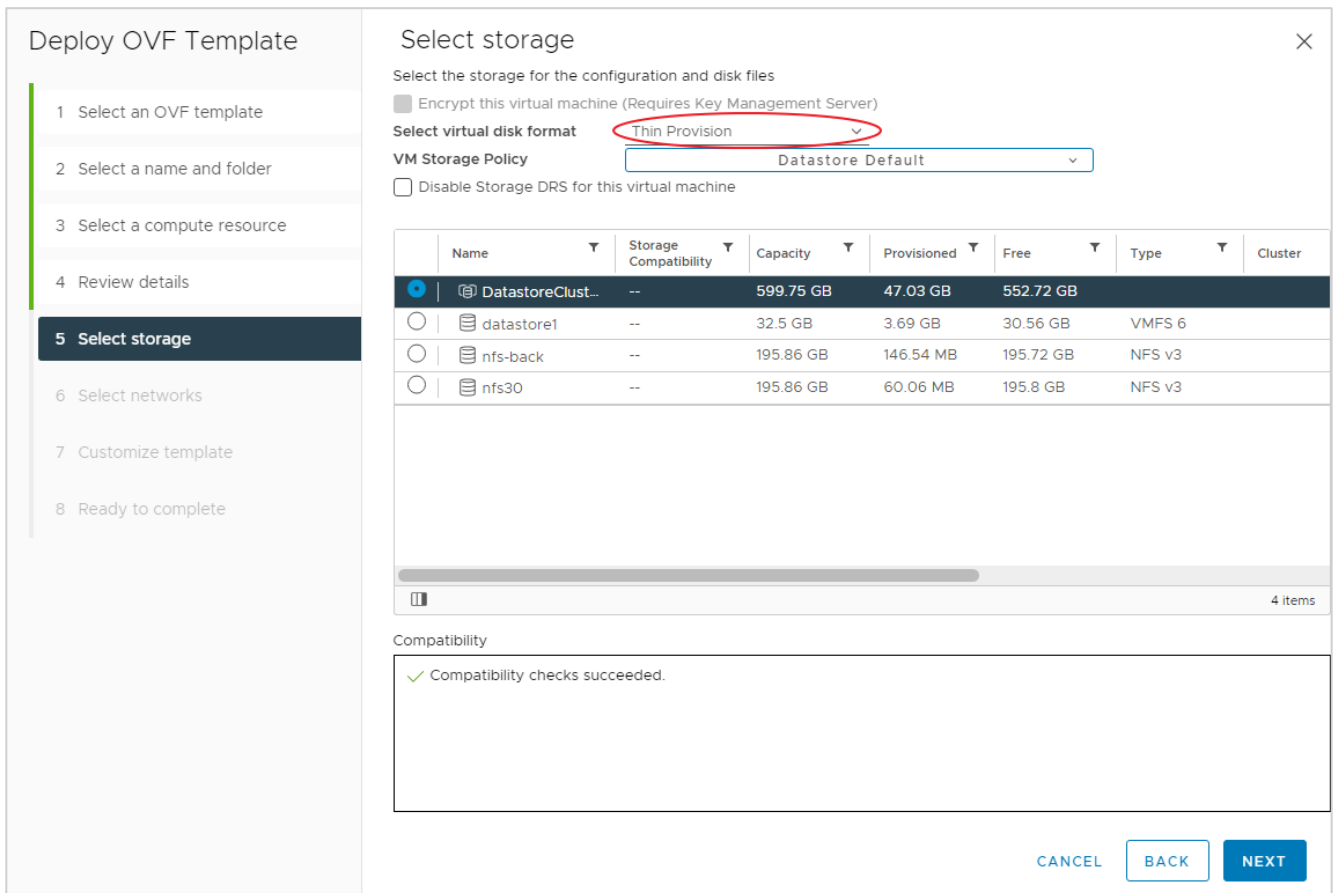 Deploy OVF Template
1 Select an OVF template
2 Select a name and folder
3 Select a compute resource
4 Review details
5 Select storage
6 Select networks
7 Customize template
8 Ready to complete
Select storage
Select the storage for the configuration and disk files
Encrypt this virtual machine (Requires Key Management Server)
Select virtual disk format Thin Provision
VM Storage Policy Datastore Default
Disable Storage DRS for this virtual machine
Name Storage Compatibility Capacity Provisioned Free Type Cluster
DatastoreClust... -- 599.75 GB 47.03 GB 552.72 GB
datastore1 -- 32.5 GB 3.69 GB 30.56 GB VMFS 6
nfs-back -- 195.86 GB 146.54 MB 195.72 GB NFS v3
nfs30 -- 195.86 GB 60.06 MB 195.8 GB NFS v3
4 items
Compatibility
Compatibility checks succeeded.
CANCEL BACK NEXT